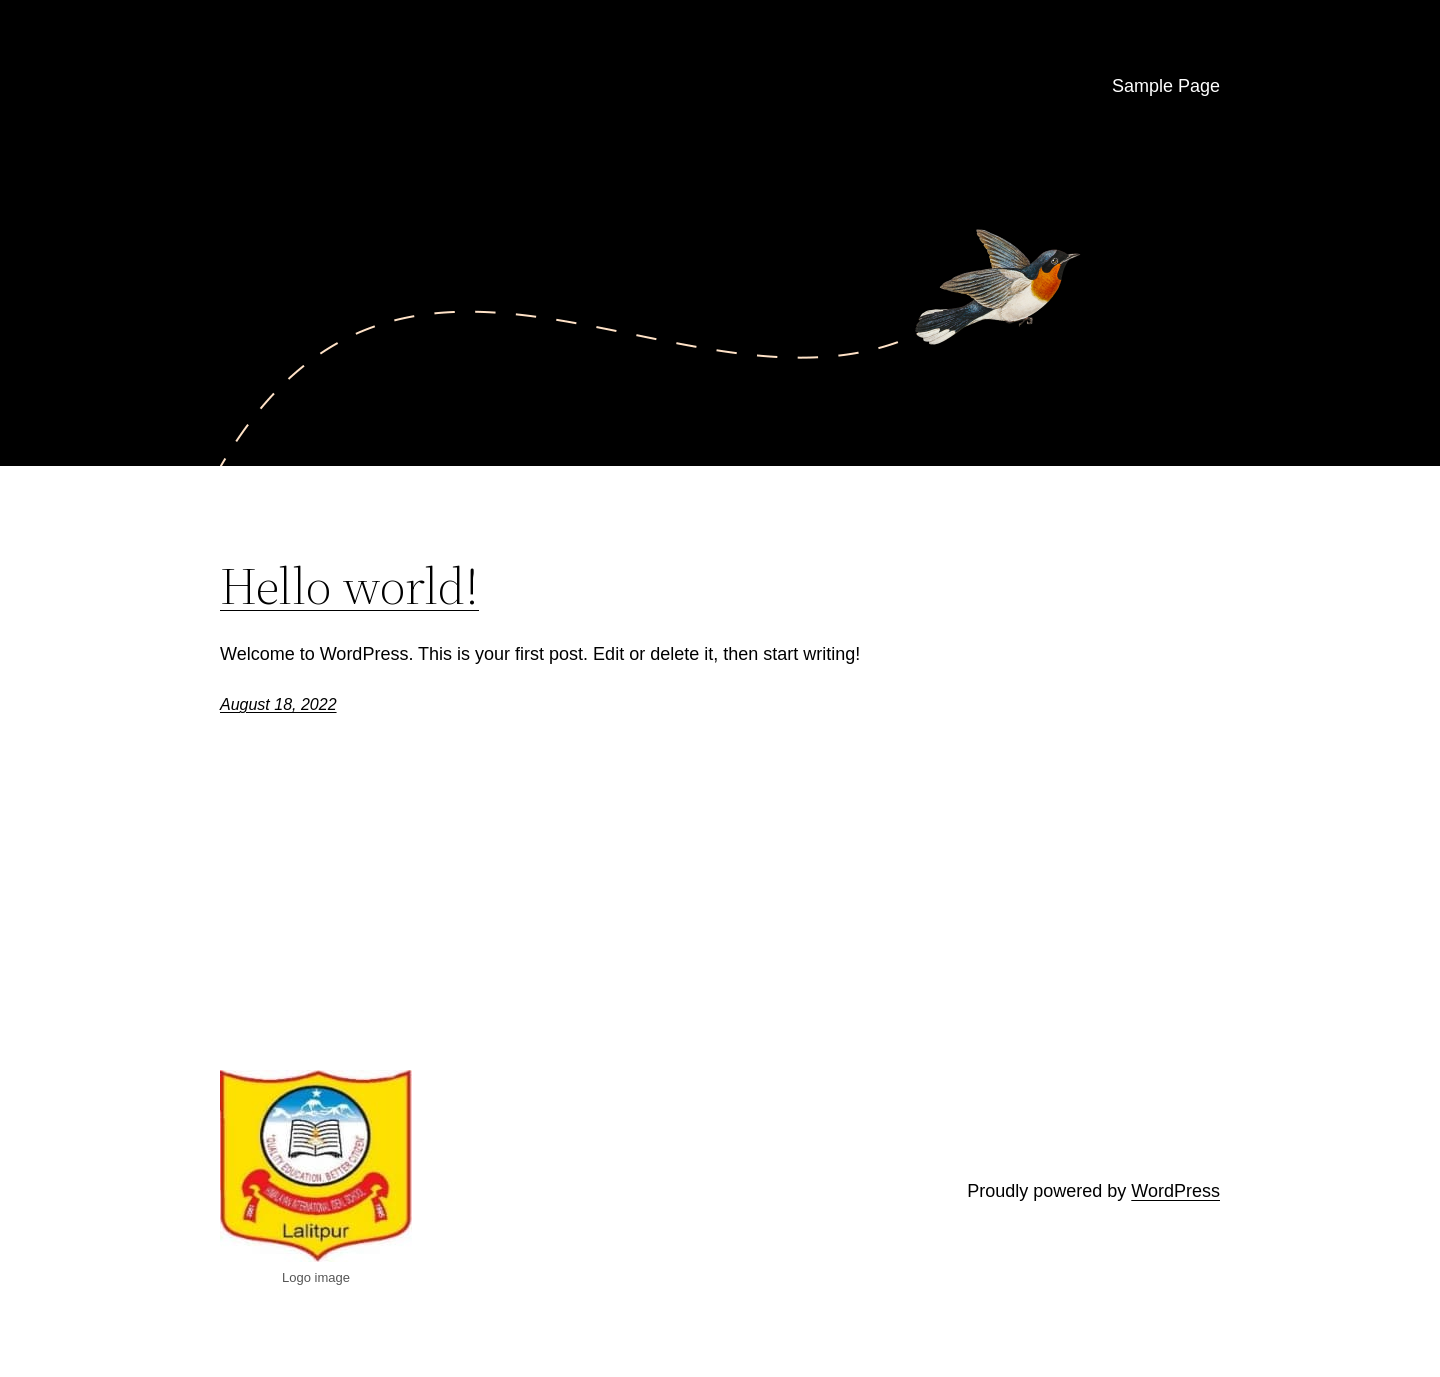 Sample Page
Hello world!
Welcome to WordPress. This is your first post. Edit or delete it, then start writing!
August 18, 2022
"QUALITY EDUCATION, BETTER CITIZEN"
HIMALAYAN INTERNATIONAL IDEAL SCHOOL
Lalitpur
Logo image
Proudly powered by WordPress